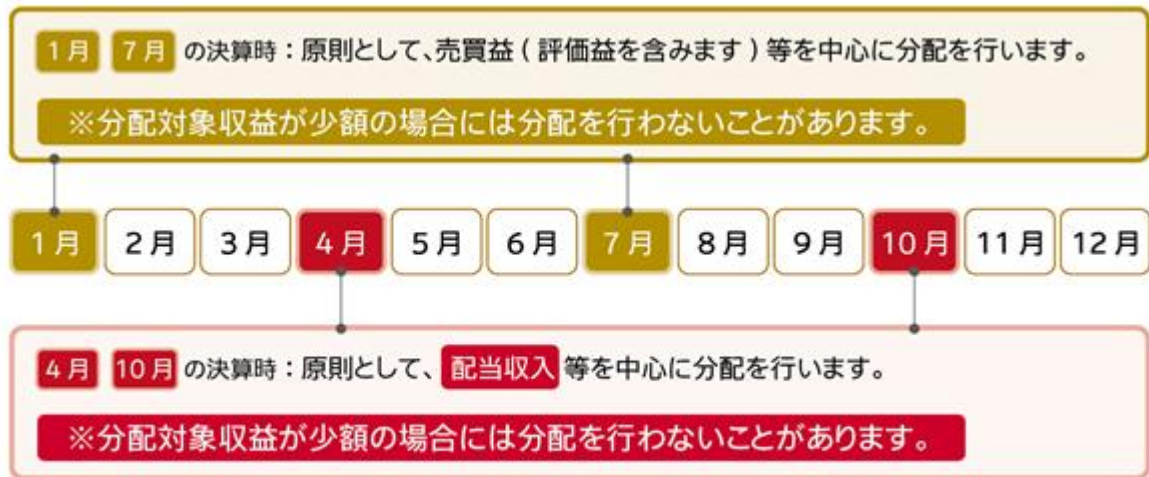 1月 7月 の決算時：原則として、売買益(評価益を含みます)等を中心に分配を行います。
※分配対象収益が少額の場合には分配を行わないことがあります。
1月 2月 3月 4月 5月 6月 7月 8月 9月 10月 11月 12月
4月 10月 の決算時：原則として、配当収入等を中心に分配を行います。
※分配対象収益が少額の場合には分配を行わないことがあります。